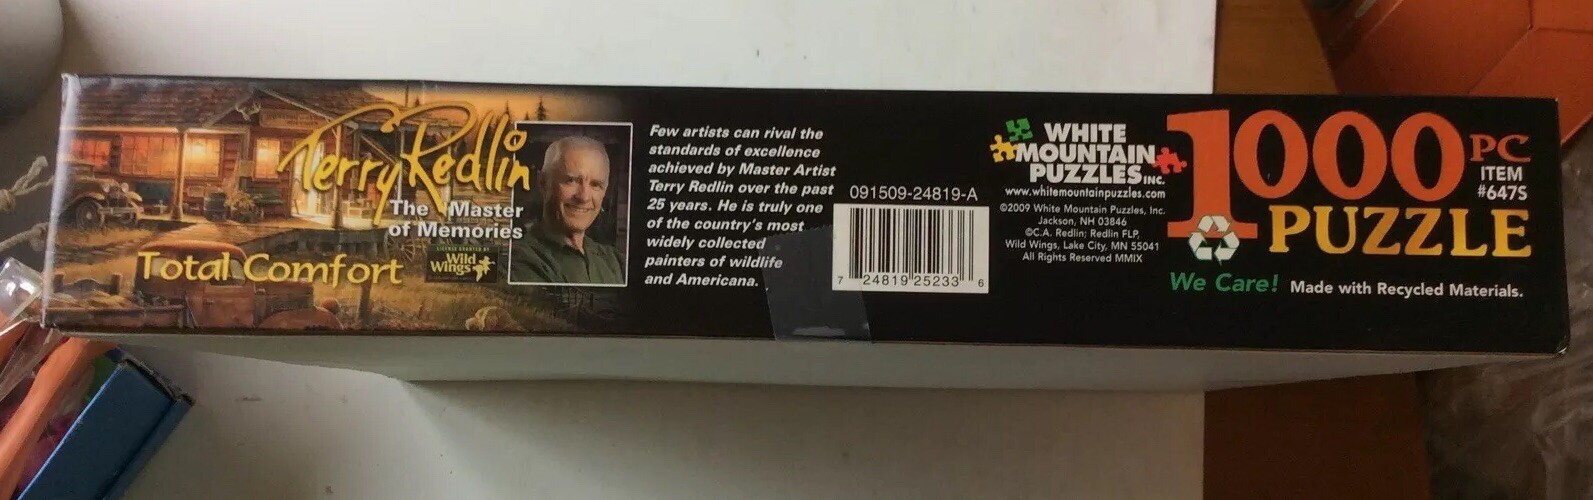 Terry Redlin
The Master
of Memories
LICENSE GRANTED BY
Wild
Wings
Total Comfort
Few artists can rival the
standards of excellence
achieved by Master Artist
Terry Redlin over the past
25 years. He is truly one
of the country's most
widely collected
painters of wildlife
and Americana.
091509-24819-A
7 24819 25233 6
WHITE
MOUNTAIN
PUZZLES INC.
www.whitemountainpuzzles.com
©2009 White Mountain Puzzles, Inc.
Jackson, NH 03846
©C.A. Redlin; Redlin FLP,
Wild Wings, Lake City, MN 55041
All Rights Reserved MMIX
1000 PC
ITEM
#647S
PUZZLE
We Care! Made with Recycled Materials.